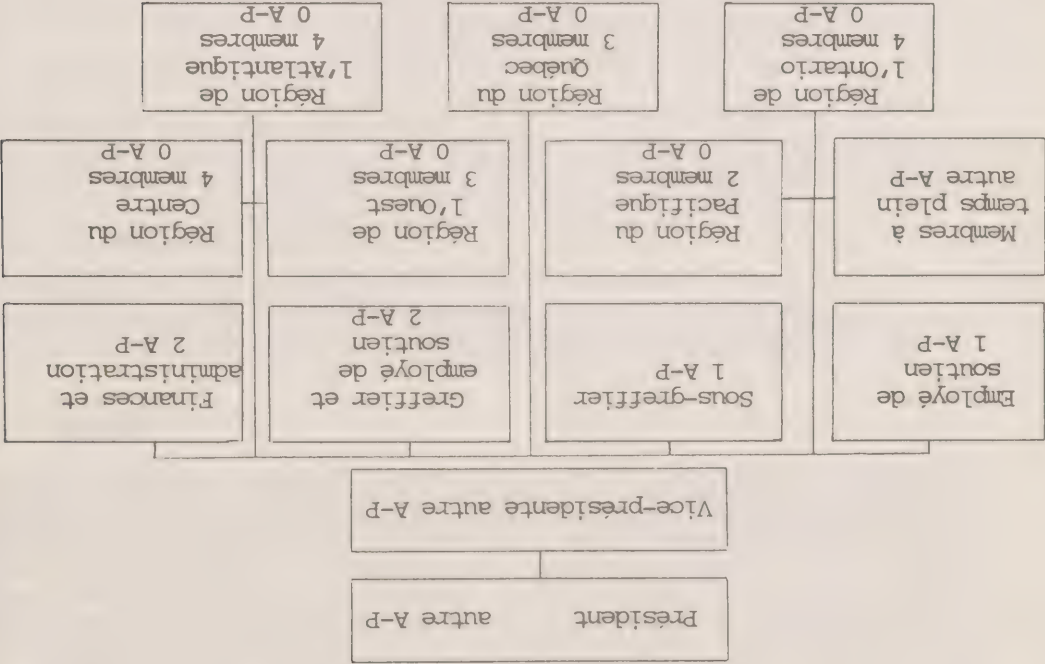 Président autre A-P
Vice-présidente autre A-P
Employé de
soutien
1 A-P
Sous-greffier
1 A-P
Greffier et
employé de
soutien
2 A-P
Finances et
administration
2 A-P
Membres à
temps plein
autre A-P
Région du
Pacifique
2 membres
0 A-P
Région de
l'Ouest
3 membres
0 A-P
Région du
Centre
4 membres
0 A-P
Région de
l'Ontario
4 membres
0 A-P
Région du
Québec
3 membres
0 A-P
Région de
l'Atlantique
4 membres
0 A-P